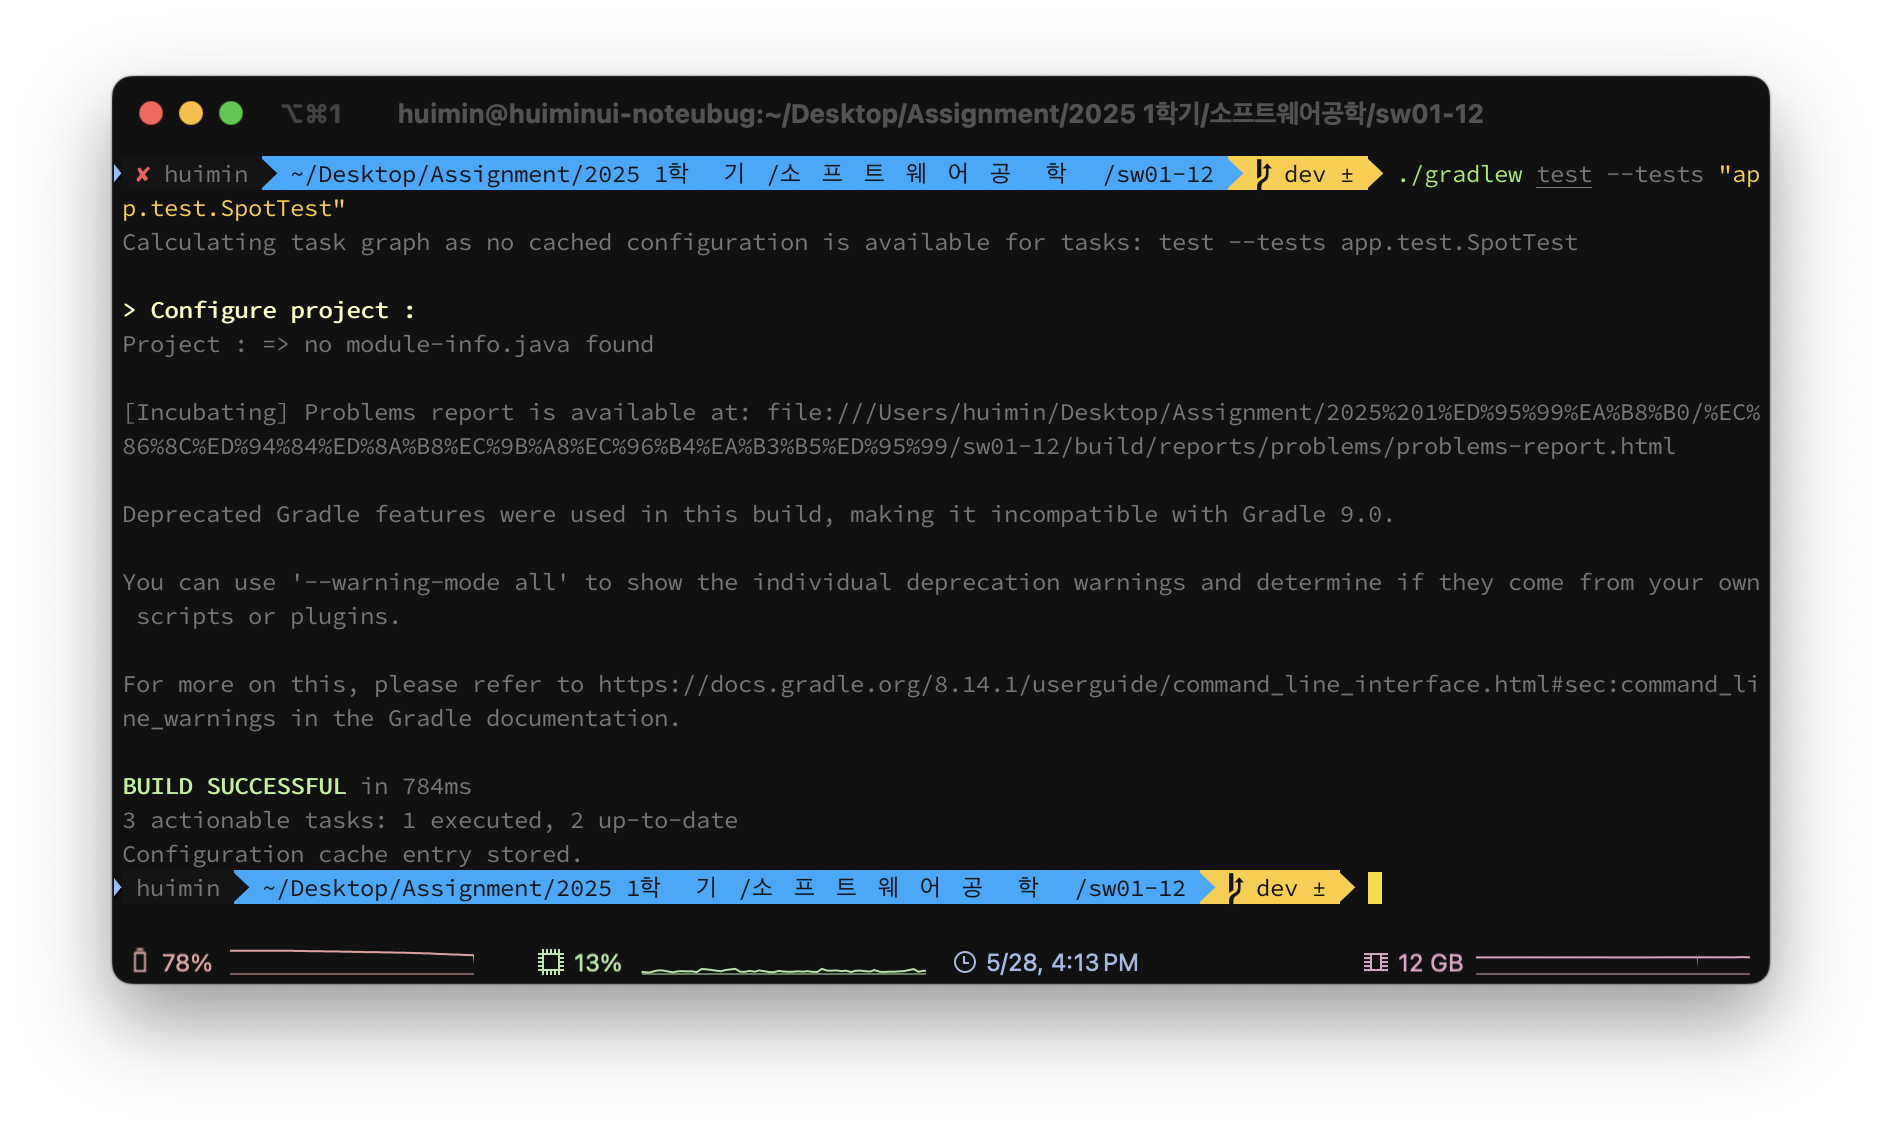 ⌥⌘1 huimin@huiminui-noteubug:~/Desktop/Assignment/2025 1학기/소프트웨어공학/sw01-12
✘ huimin ~/Desktop/Assignment/2025 1학 기 /소 프 트 웨 어 공 학 /sw01-12 dev ± ./gradlew test --tests "ap
p.test.SpotTest"
Calculating task graph as no cached configuration is available for tasks: test --tests app.test.SpotTest
> Configure project :
Project : => no module-info.java found
[Incubating] Problems report is available at: file:///Users/huimin/Desktop/Assignment/2025%201%ED%95%99%EA%B8%B0/%EC%
86%8C%ED%94%84%ED%8A%B8%EC%9B%A8%EC%96%B4%EA%B3%B5%ED%95%99/sw01-12/build/reports/problems/problems-report.html
Deprecated Gradle features were used in this build, making it incompatible with Gradle 9.0.
You can use '--warning-mode all' to show the individual deprecation warnings and determine if they come from your own
scripts or plugins.
For more on this, please refer to https://docs.gradle.org/8.14.1/userguide/command_line_interface.html#sec:command_li
ne_warnings in the Gradle documentation.
BUILD SUCCESSFUL in 784ms
3 actionable tasks: 1 executed, 2 up-to-date
Configuration cache entry stored.
huimin ~/Desktop/Assignment/2025 1학 기 /소 프 트 웨 어 공 학 /sw01-12 dev ±
78% 13% 5/28, 4:13 PM 12 GB